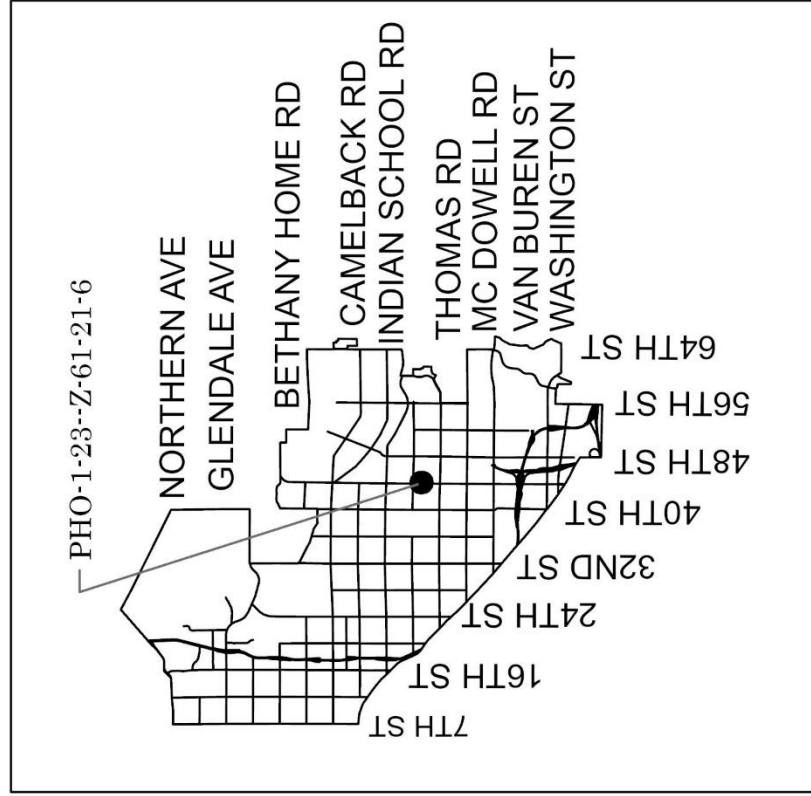 PHO-1-23--Z-61-21-6
NORTHERN AVE
GLENDALE AVE
BETHANY HOME RD
CAMELBACK RD
INDIAN SCHOOL RD
THOMAS RD
MC DOWELL RD
VAN BUREN ST
WASHINGTON ST
64TH ST
56TH ST
48TH ST
40TH ST
32ND ST
24TH ST
16TH ST
7TH ST